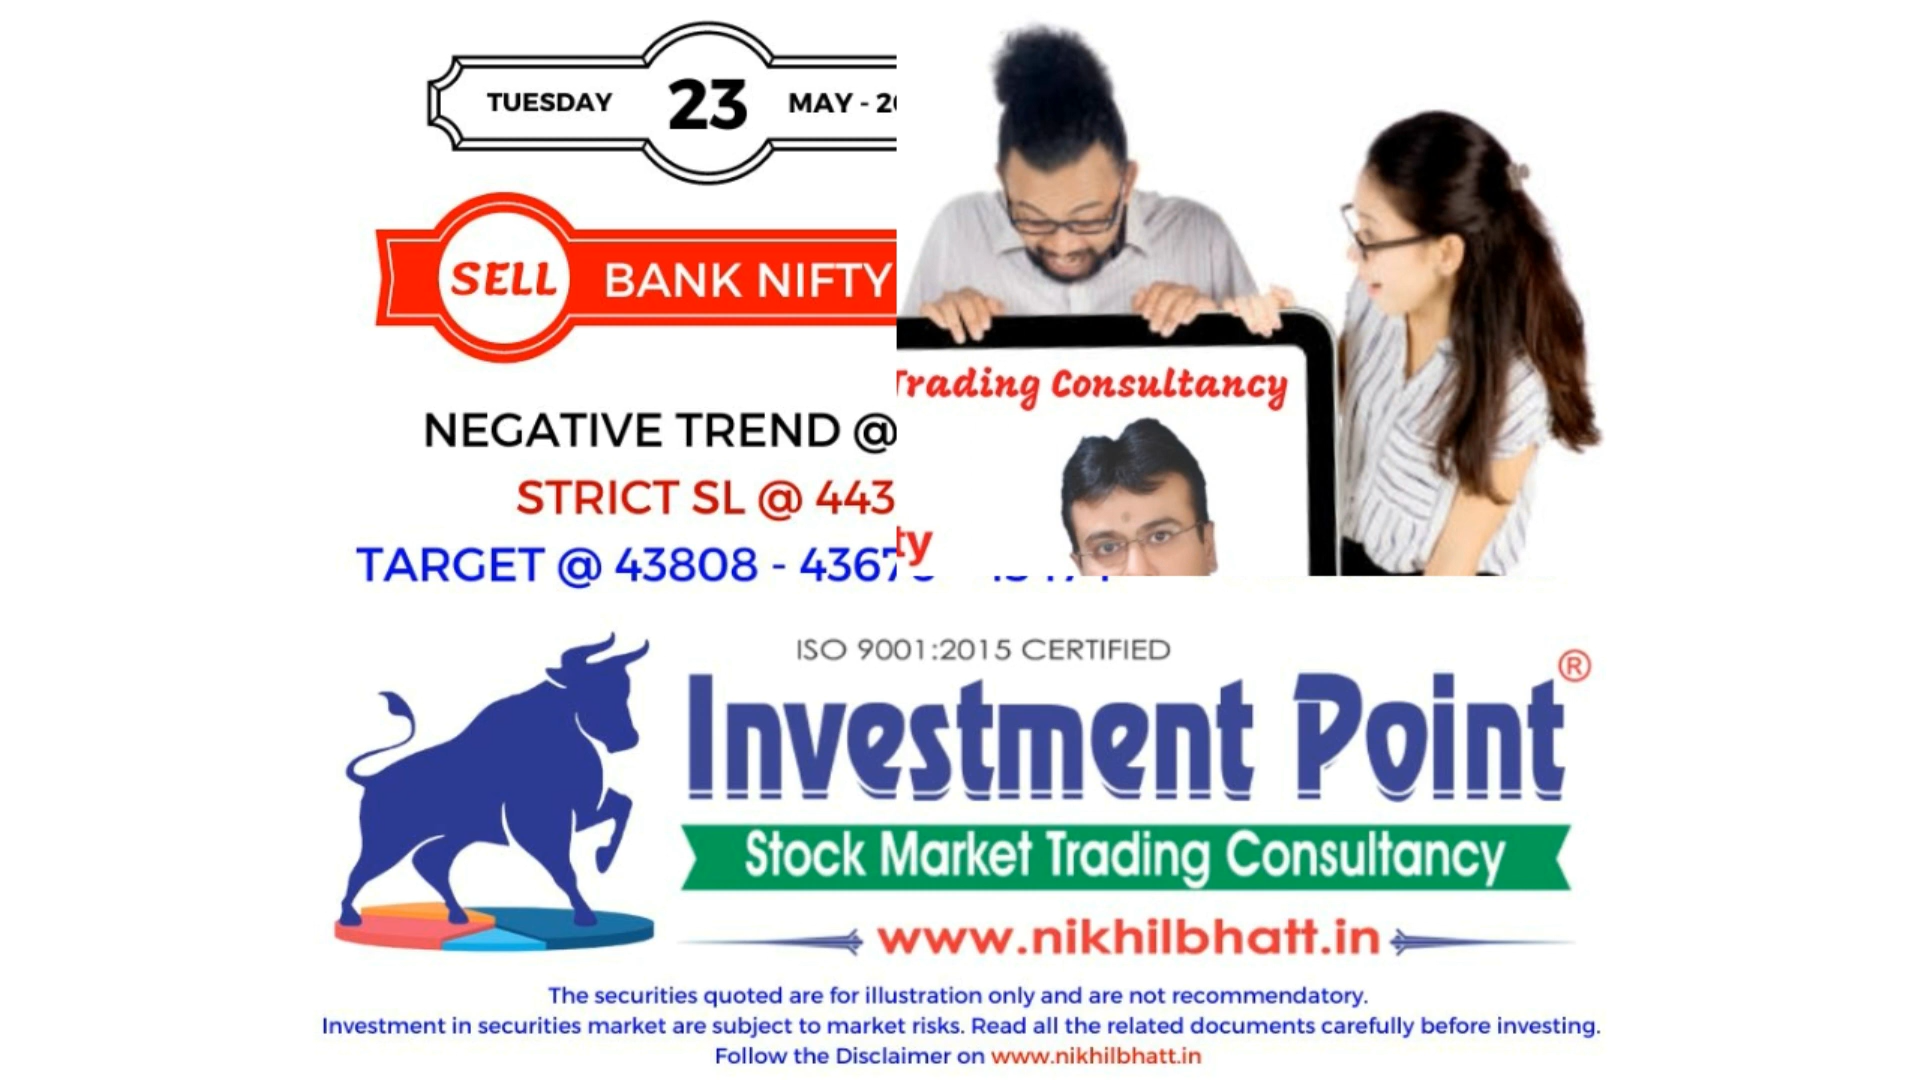 TUESDAY 23 MAY - 20
SELL BANK NIFTY
NEGATIVE TREND @
STRICT SL @ 443
TARGET @ 43808 - 4367
Trading Consultancy
ty
ISO 9001:2015 CERTIFIED
Investment Point ®
Stock Market Trading Consultancy
www.nikhilbhatt.in
The securities quoted are for illustration only and are not recommendatory.
Investment in securities market are subject to market risks. Read all the related documents carefully before investing.
Follow the Disclaimer on www.nikhilbhatt.in